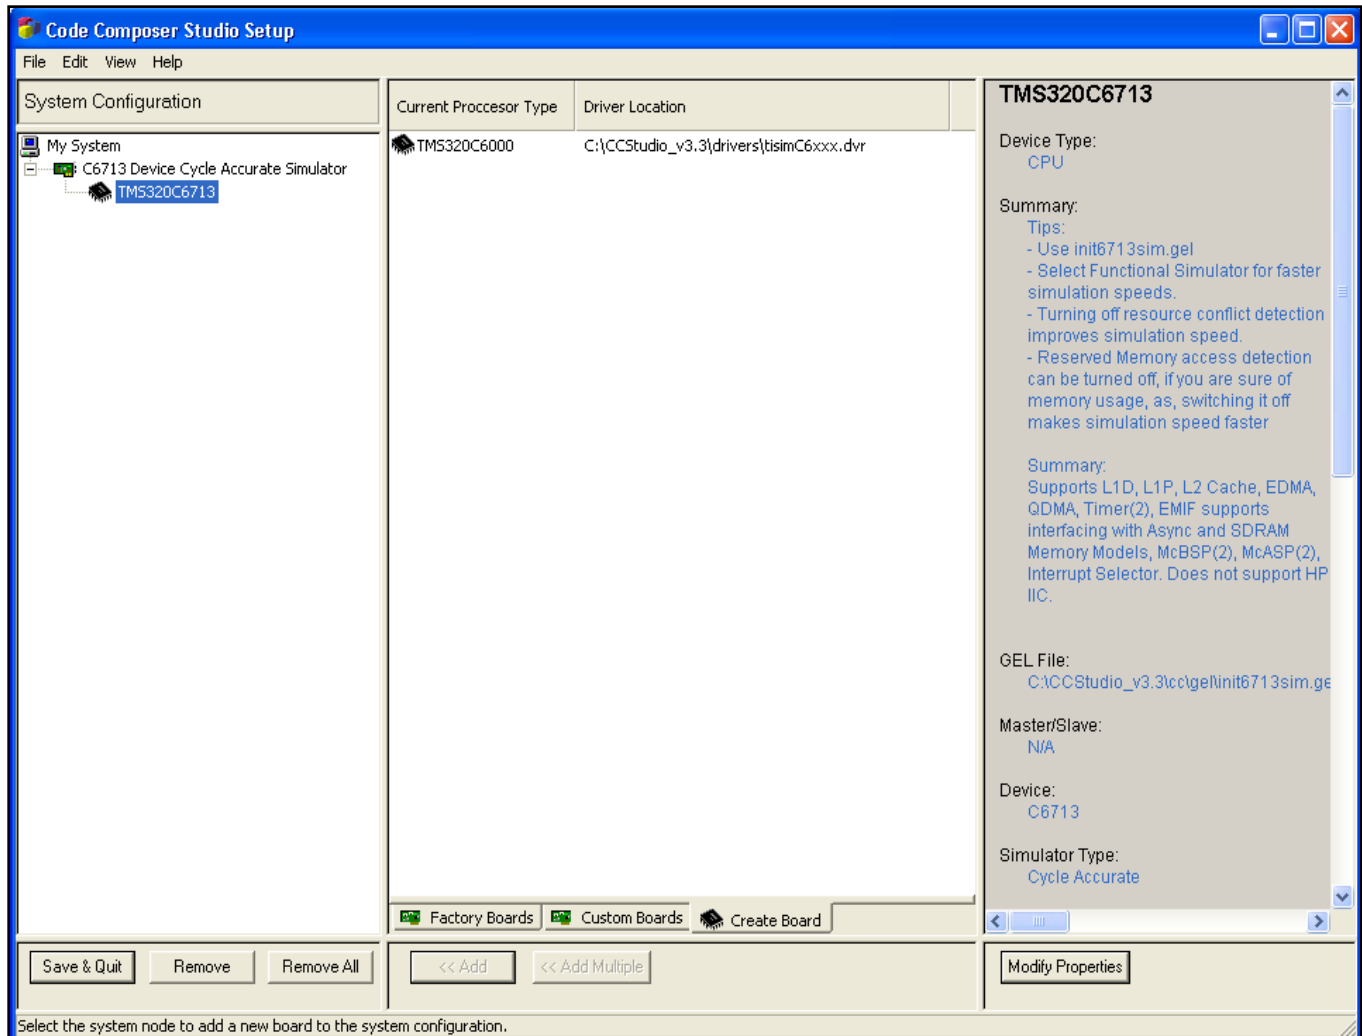 Code Composer Studio Setup
File Edit View Help
System Configuration
My System
C6713 Device Cycle Accurate Simulator
TMS320C6713
Current Proccesor Type Driver Location
TMS320C6000 C:\CCStudio_v3.3\drivers\tisimC6xxx.dvr
Factory Boards Custom Boards Create Board
TMS320C6713
Device Type:
CPU
Summary:
Tips:
- Use init6713sim.gel
- Select Functional Simulator for faster
simulation speeds.
- Turning off resource conflict detection
improves simulation speed.
- Reserved Memory access detection
can be turned off, if you are sure of
memory usage, as, switching it off
makes simulation speed faster
Summary:
Supports L1D, L1P, L2 Cache, EDMA,
QDMA, Timer(2), EMIF supports
interfacing with Async and SDRAM
Memory Models, McBSP(2), McASP(2),
Interrupt Selector. Does not support HP
IIC.
GEL File:
C:\CCStudio_v3.3\cc\gel\init6713sim.ge
Master/Slave:
N/A
Device:
C6713
Simulator Type:
Cycle Accurate
Save & Quit Remove Remove All << Add << Add Multiple Modify Properties
Select the system node to add a new board to the system configuration.